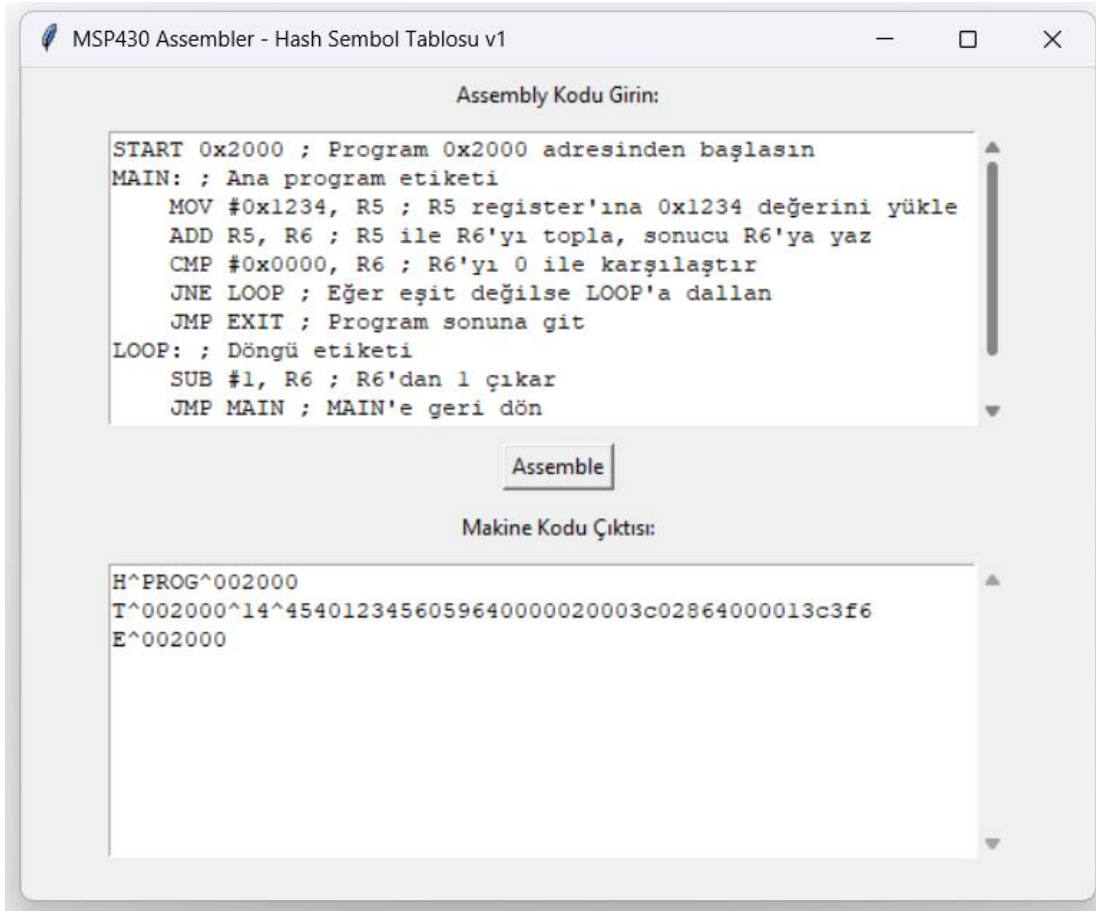 MSP430 Assembler - Hash Sembol Tablosu v1
Assembly Kodu Girin:
START 0x2000 ; Program 0x2000 adresinden başlasın
MAIN: ; Ana program etiketi
    MOV #0x1234, R5 ; R5 register'ına 0x1234 değerini yükle
    ADD R5, R6 ; R5 ile R6'yı topla, sonucu R6'ya yaz
    CMP #0x0000, R6 ; R6'yı 0 ile karşılaştır
    JNE LOOP ; Eğer eşit değilse LOOP'a dallan
    JMP EXIT ; Program sonuna git
LOOP: ; Döngü etiketi
    SUB #1, R6 ; R6'dan 1 çıkar
    JMP MAIN ; MAIN'e geri dön
Assemble
Makine Kodu Çıktısı:
H^PROG^002000
T^002000^14^454012345605964000002000​3c02864000013c3f6
E^002000